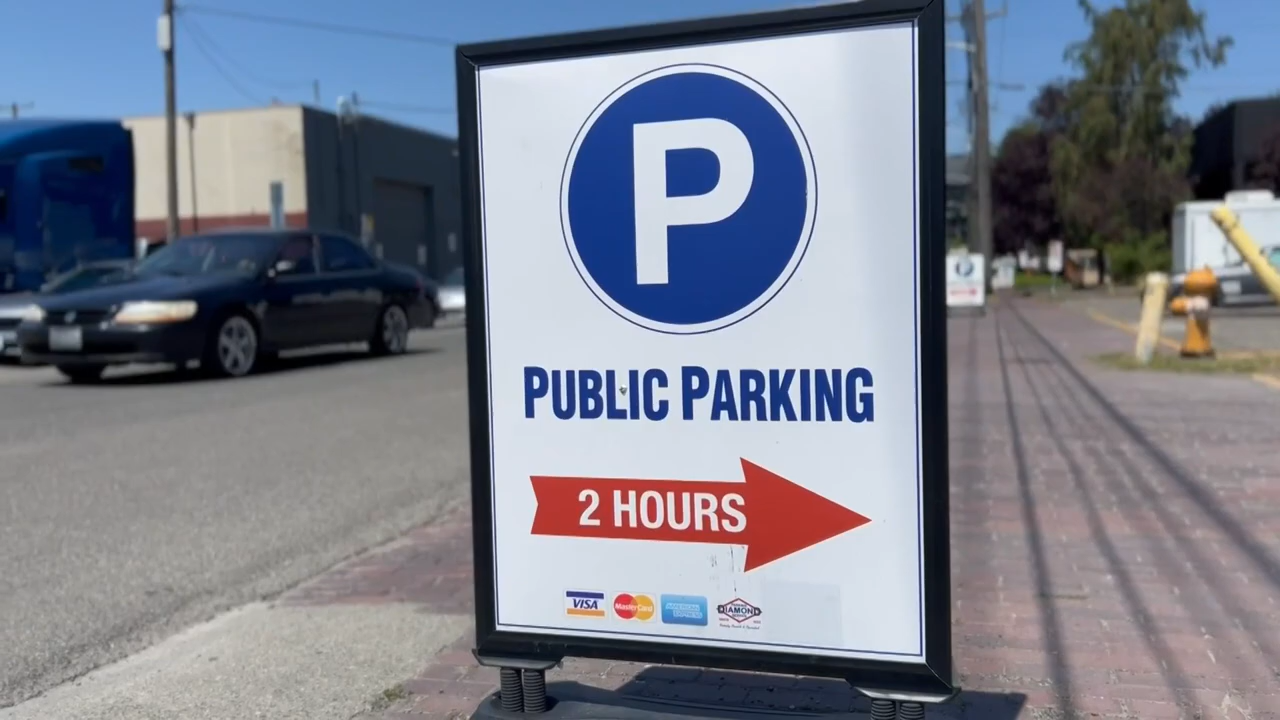 P
PUBLIC PARKING
2 HOURS
VISA MasterCard AMERICAN EXPRESS DIAMOND